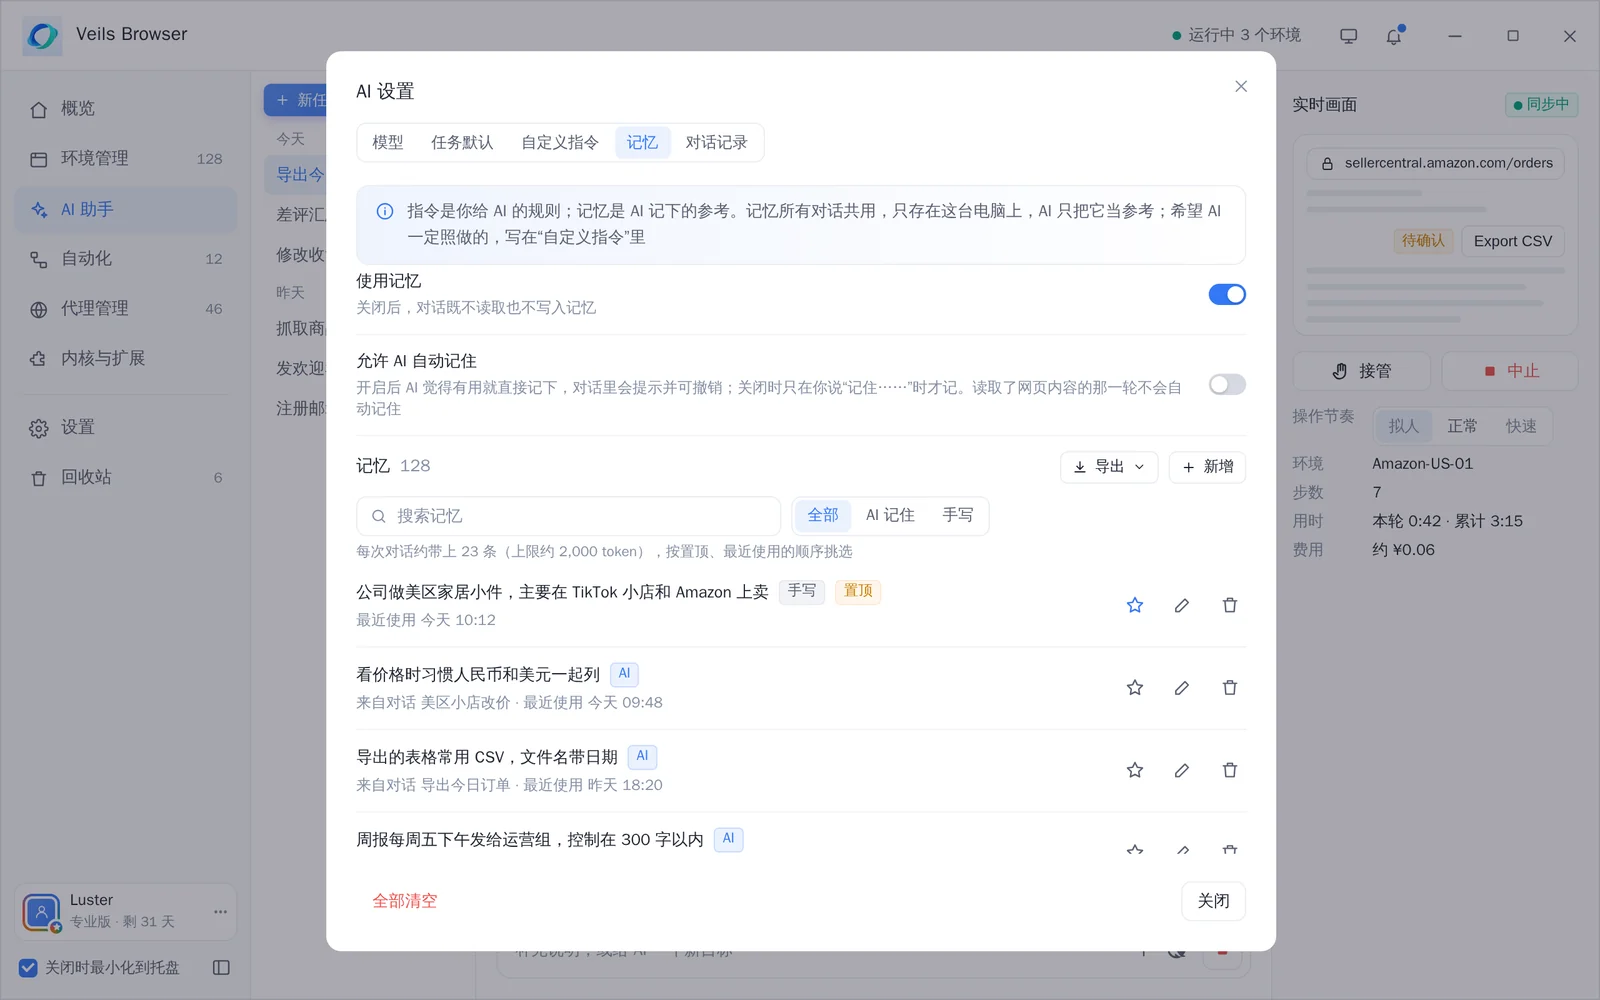 Veils Browser
运行中 3 个环境
概览
环境管理 128
AI 助手
自动化 12
代理管理 46
内核与扩展
设置
回收站 6
Luster
专业版 · 剩 31 天
关闭时最小化到托盘
新任
今天
导出今
差评汇
修改收
昨天
抓取商
发欢迎
注册邮
AI 设置
模型 任务默认 自定义指令 记忆 对话记录
指令是你给 AI 的规则；记忆是 AI 记下的参考。记忆所有对话共用，只存在这台电脑上，AI 只把它当参考；希望 AI
一定照做的，写在“自定义指令”里
使用记忆
关闭后，对话既不读取也不写入记忆
允许 AI 自动记住
开启后 AI 觉得有用就直接记下，对话里会提示并可撤销；关闭时只在你说“记住……”时才记。读取了网页内容的那一轮不会自
动记住
记忆 128
导出
新增
搜索记忆
全部 AI 记住 手写
每次对话约带上 23 条（上限约 2,000 token），按置顶、最近使用的顺序挑选
公司做美区家居小件，主要在 TikTok 小店和 Amazon 上卖 手写 置顶
最近使用 今天 10:12
看价格时习惯人民币和美元一起列 AI
来自对话 美区小店改价 · 最近使用 今天 09:48
导出的表格常用 CSV，文件名带日期 AI
来自对话 导出今日订单 · 最近使用 昨天 18:20
周报每周五下午发给运营组，控制在 300 字以内 AI
全部清空
关闭
实时画面
同步中
sellercentral.amazon.com/orders
待确认 Export CSV
接管
中止
操作节奏 拟人 正常 快速
环境 Amazon-US-01
步数 7
用时 本轮 0:42 · 累计 3:15
费用 约 ¥0.06